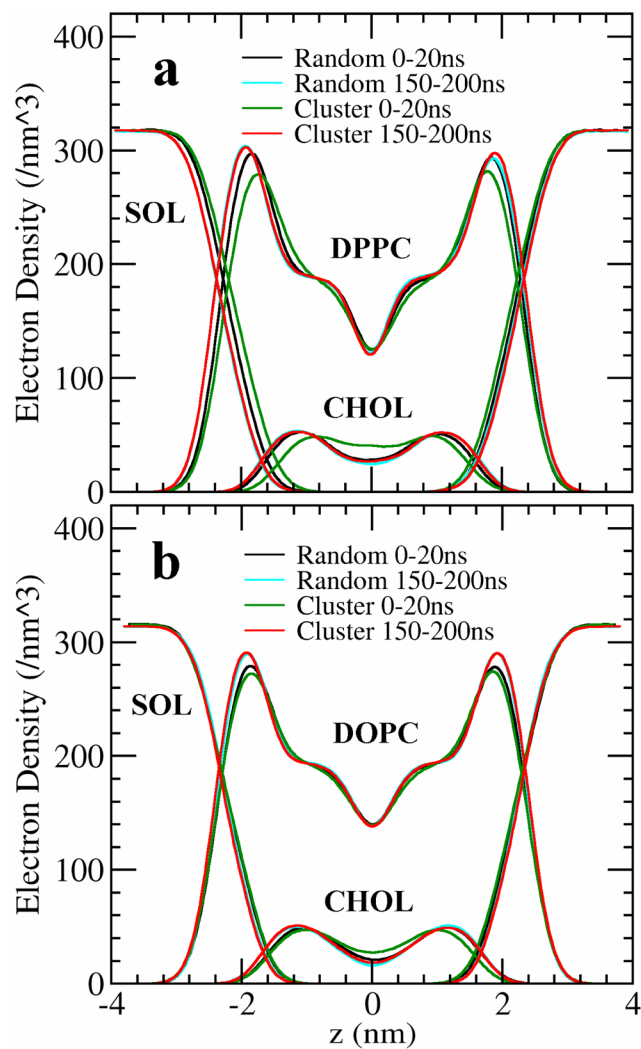 400
a
Random 0-20ns
Random 150-200ns
Cluster 0-20ns
Cluster 150-200ns
300
SOL
DPPC
200
100
CHOL
0
Electron Density (/nm^3)
400
b
Random 0-20ns
Random 150-200ns
Cluster 0-20ns
Cluster 150-200ns
300
SOL
DOPC
200
100
CHOL
0
Electron Density (/nm^3)
-4 -2 0 2 4
z (nm)